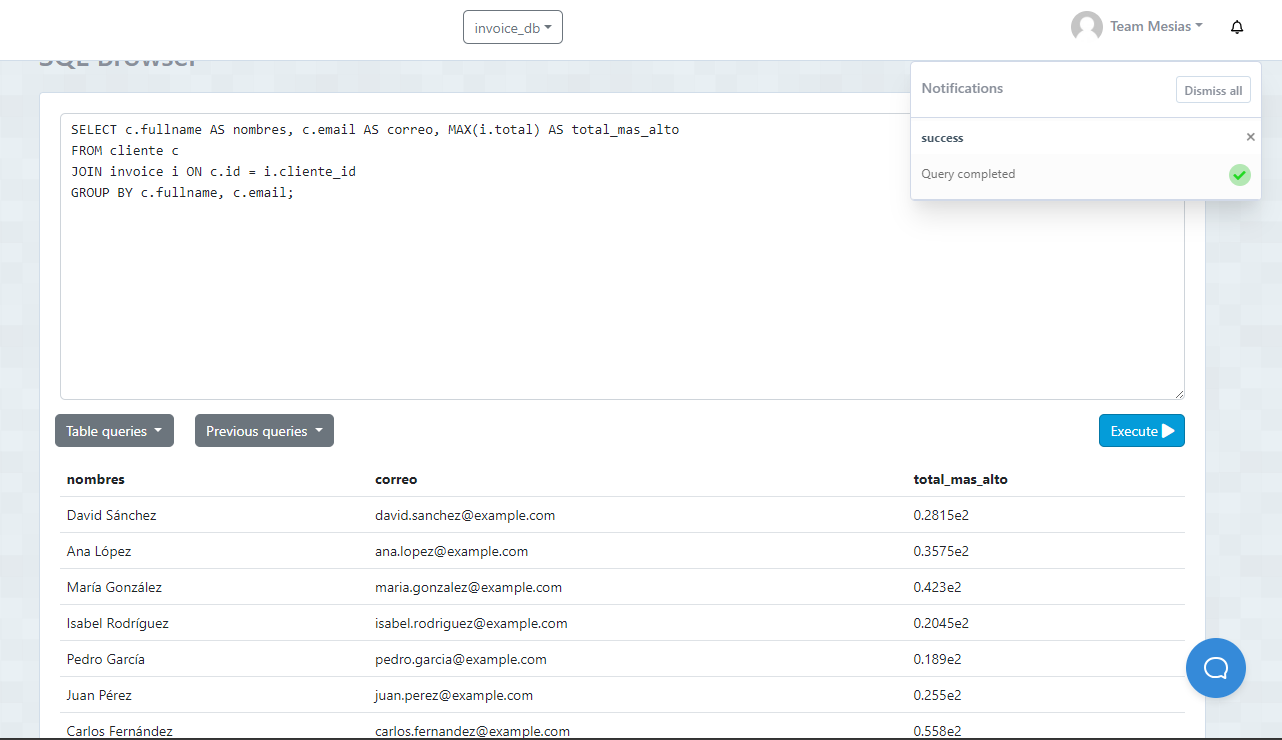 invoice_db
Team Mesias
SQL Browser
Notifications
Dismiss all
success
×
Query completed
SELECT c.fullname AS nombres, c.email AS correo, MAX(i.total) AS total_mas_alto
FROM cliente c
JOIN invoice i ON c.id = i.cliente_id
GROUP BY c.fullname, c.email;
Table queries
Previous queries
Execute
nombres correo total_mas_alto
David Sánchez david.sanchez@example.com 0.2815e2
Ana López ana.lopez@example.com 0.3575e2
María González maria.gonzalez@example.com 0.423e2
Isabel Rodríguez isabel.rodriguez@example.com 0.2045e2
Pedro García pedro.garcia@example.com 0.189e2
Juan Pérez juan.perez@example.com 0.255e2
Carlos Fernández carlos.fernandez@example.com 0.558e2